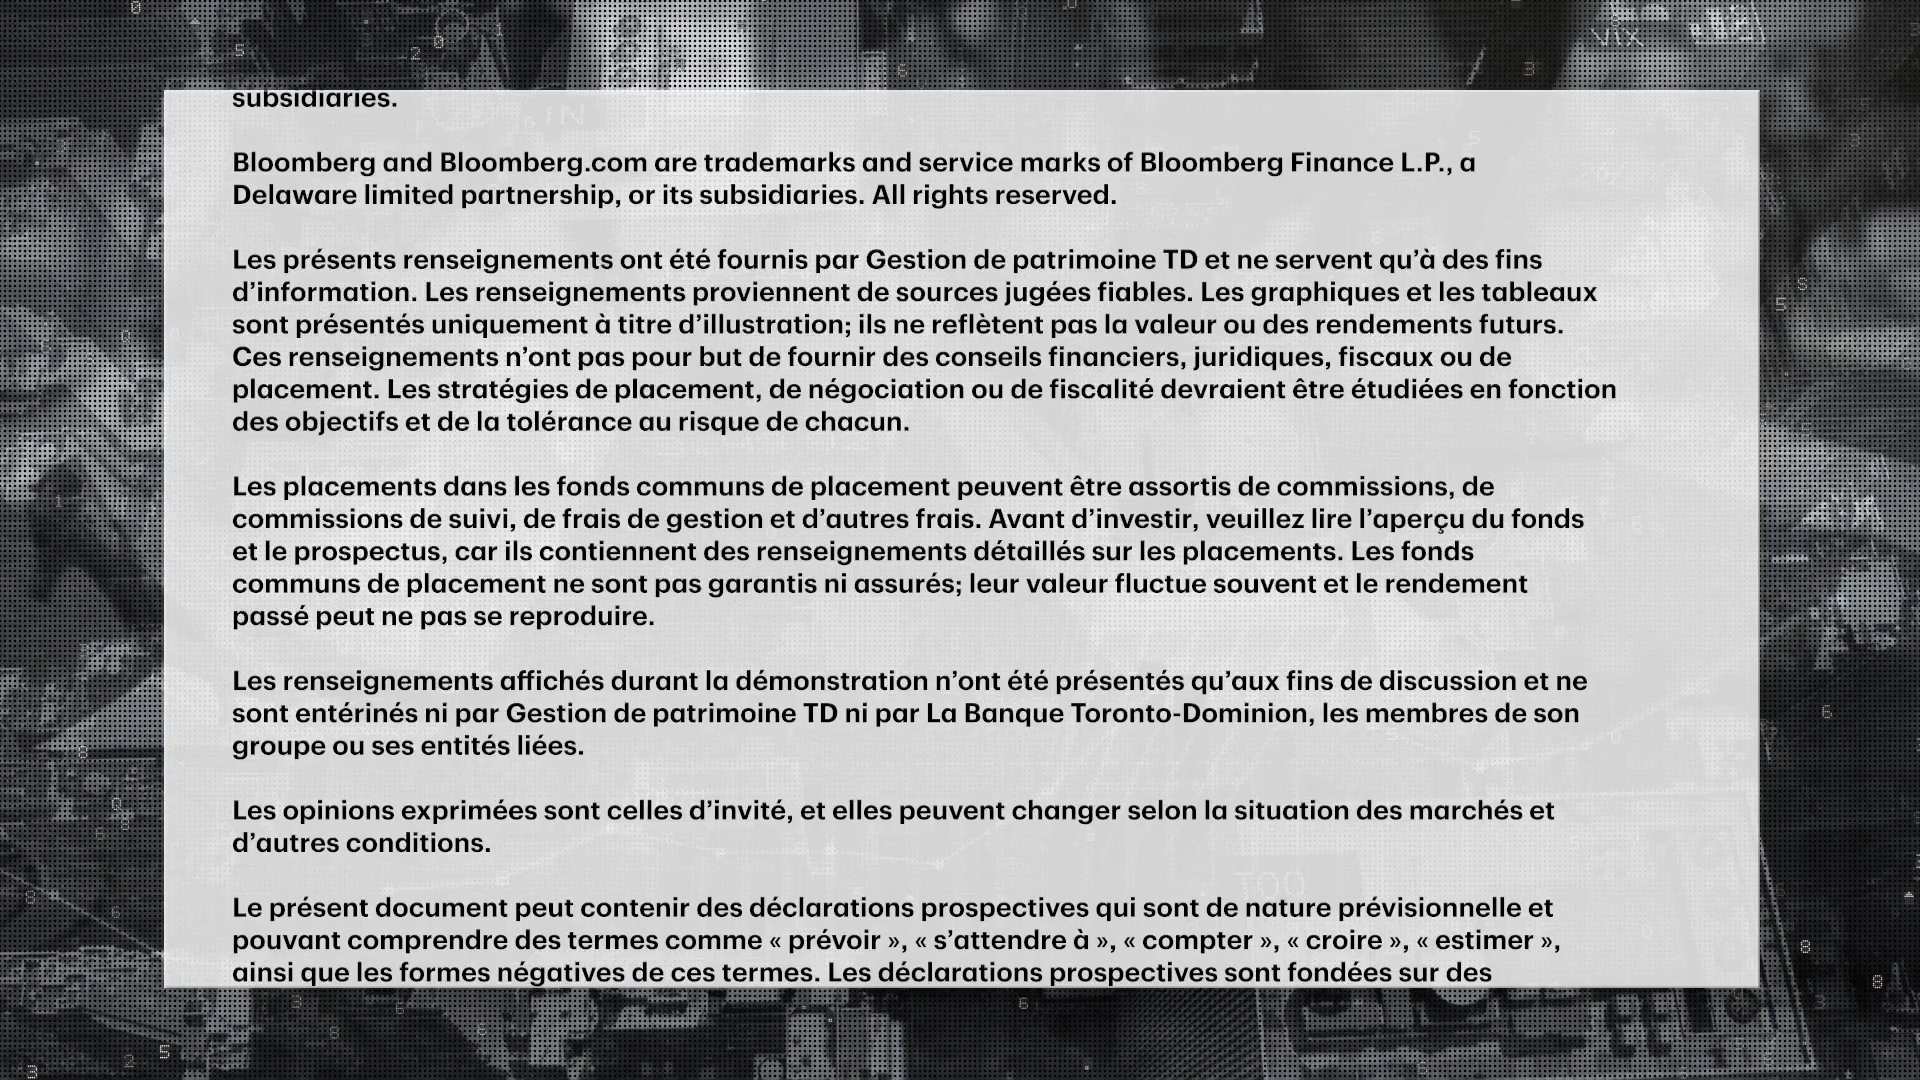 subsidiaries.
Bloomberg and Bloomberg.com are trademarks and service marks of Bloomberg Finance L.P., a
Delaware limited partnership, or its subsidiaries. All rights reserved.
Les présents renseignements ont été fournis par Gestion de patrimoine TD et ne servent qu’à des fins
d’information. Les renseignements proviennent de sources jugées fiables. Les graphiques et les tableaux
sont présentés uniquement à titre d’illustration; ils ne reflètent pas la valeur ou des rendements futurs.
Ces renseignements n’ont pas pour but de fournir des conseils financiers, juridiques, fiscaux ou de
placement. Les stratégies de placement, de négociation ou de fiscalité devraient être étudiées en fonction
des objectifs et de la tolérance au risque de chacun.
Les placements dans les fonds communs de placement peuvent être assortis de commissions, de
commissions de suivi, de frais de gestion et d’autres frais. Avant d’investir, veuillez lire l’aperçu du fonds
et le prospectus, car ils contiennent des renseignements détaillés sur les placements. Les fonds
communs de placement ne sont pas garantis ni assurés; leur valeur fluctue souvent et le rendement
passé peut ne pas se reproduire.
Les renseignements affichés durant la démonstration n’ont été présentés qu’aux fins de discussion et ne
sont entérinés ni par Gestion de patrimoine TD ni par La Banque Toronto-Dominion, les membres de son
groupe ou ses entités liées.
Les opinions exprimées sont celles d’invité, et elles peuvent changer selon la situation des marchés et
d’autres conditions.
Le présent document peut contenir des déclarations prospectives qui sont de nature prévisionnelle et
pouvant comprendre des termes comme « prévoir », « s’attendre à », « compter », « croire », « estimer »,
ainsi que les formes négatives de ces termes. Les déclarations prospectives sont fondées sur des